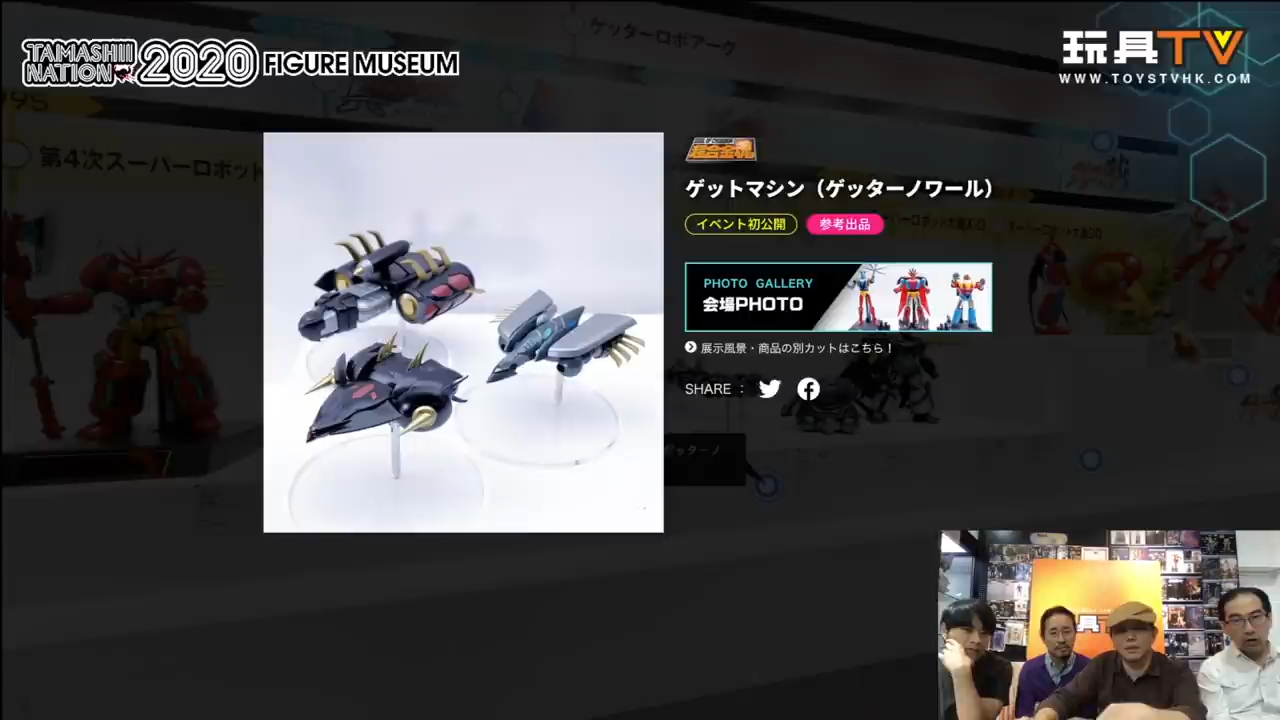 TAMASHII NATION 2020 FIGURE MUSEUM
玩具TV
WWW.TOYSTVHK.COM
ゲッターロボアーク
第4次スーパーロボット
超合金魂
ゲットマシン（ゲッターノワール）
イベント初公開
参考出品
PHOTO GALLERY
会場PHOTO
展示風景・商品の別カットはこちら！
SHARE ：